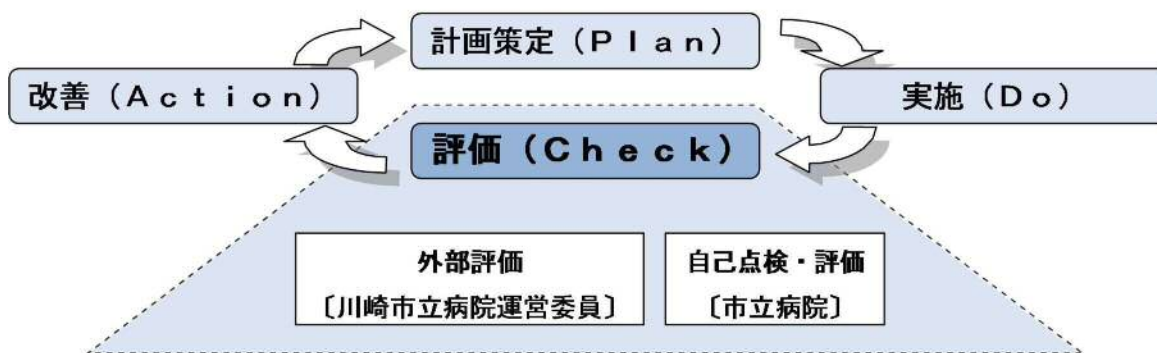 計画策定（Ｐｌａｎ）
改善（Ａｃｔｉｏｎ）
実施（Ｄｏ）
評価（Ｃｈｅｃｋ）
外部評価
〔川崎市立病院運営委員〕
自己点検・評価
〔市立病院〕